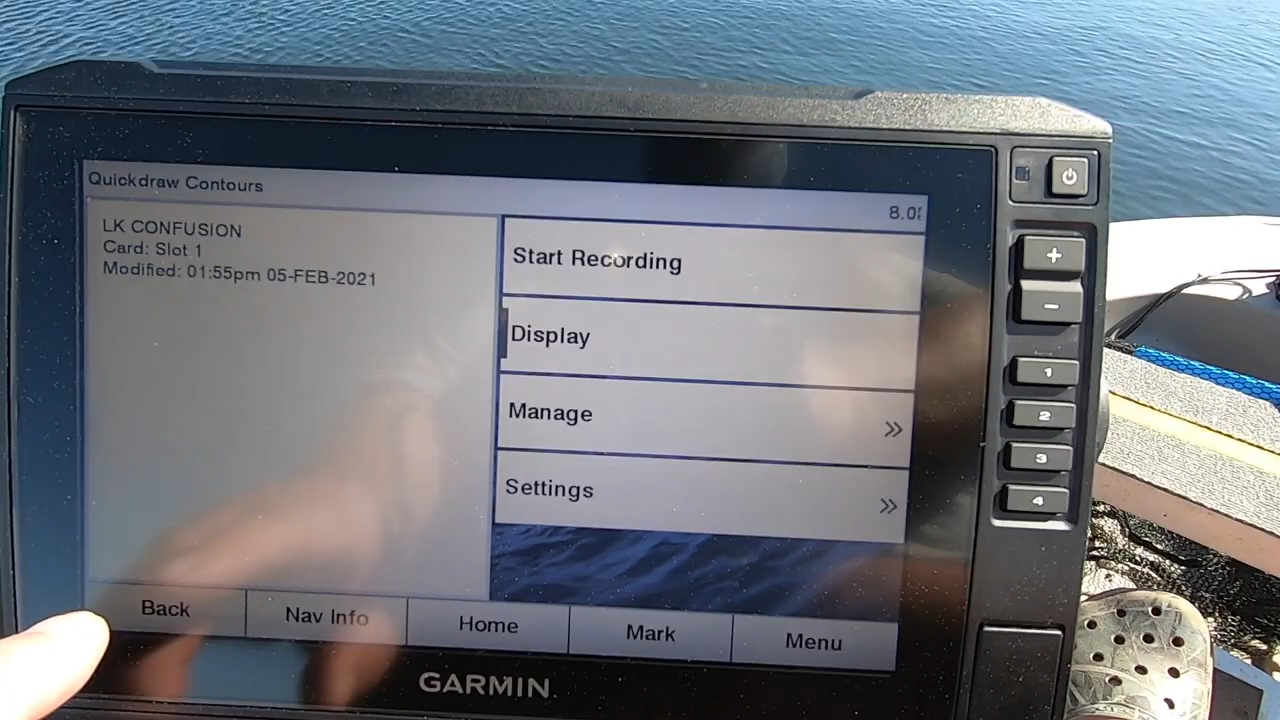 Quickdraw Contours
8.0
LK CONFUSION
Card: Slot 1
Modified: 01:55pm 05-FEB-2021
Start Recording
Display
Manage
Settings
Back
Nav Info
Home
Mark
Menu
GARMIN
+
-
1
2
3
4